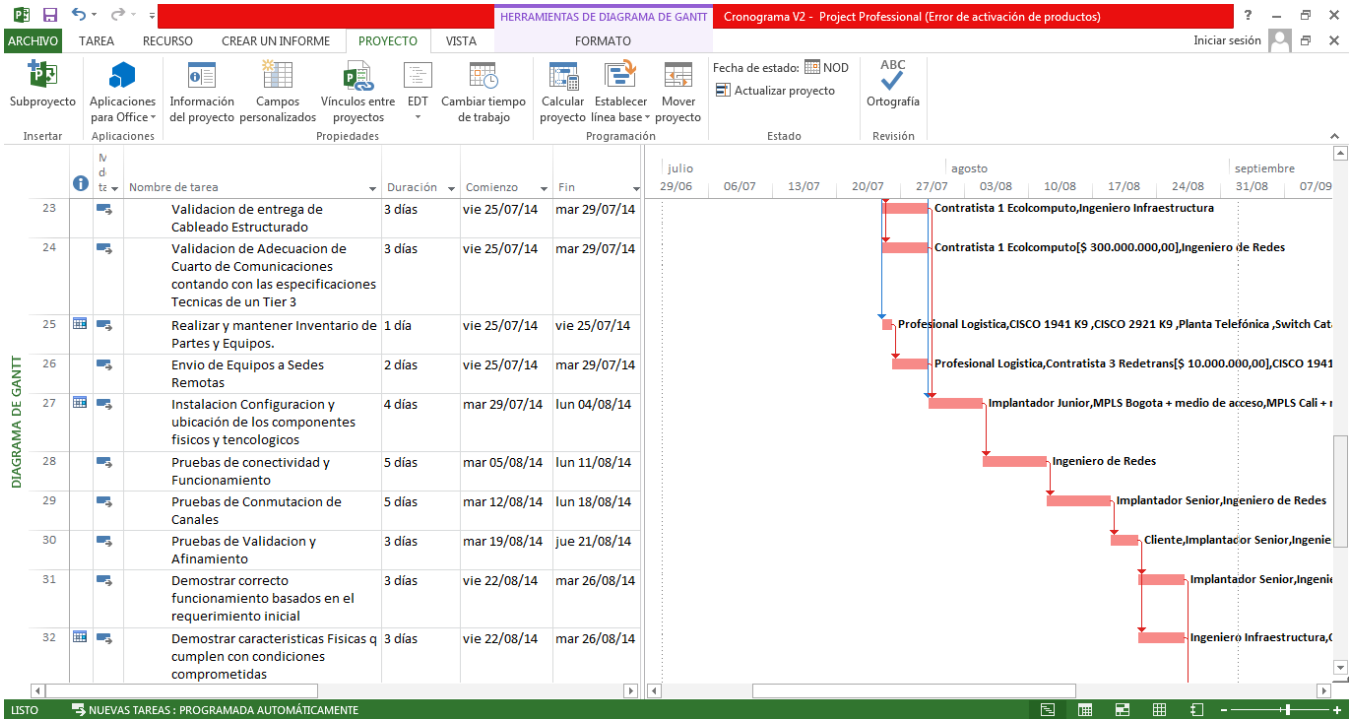 HERRAMIENTAS DE DIAGRAMA DE GANTT
Cronograma V2 - Project Professional (Error de activación de productos)
ARCHIVO TAREA RECURSO CREAR UN INFORME PROYECTO VISTA FORMATO
Iniciar sesión
Subproyecto
Aplicaciones
para Office
Información
del proyecto
Campos
personalizados
Vínculos entre
proyectos
EDT
Cambiar tiempo
de trabajo
Calcular
proyecto
Establecer
línea base
Mover
proyecto
Fecha de estado: NOD
Actualizar proyecto
ABC
Ortografía
Insertar Aplicaciones Propiedades Programación Estado Revisión
Nombre de tarea Duración Comienzo Fin
julio agosto septiembre
29/06 06/07 13/07 20/07 27/07 03/08 10/08 17/08 24/08 31/08 07/09
DIAGRAMA DE GANTT
23 Validacion de entrega de 3 días vie 25/07/14 mar 29/07/14 Contratista 1 Ecolcomputo,Ingeniero Infraestructura
Cableado Estructurado
24 Validacion de Adecuacion de 3 días vie 25/07/14 mar 29/07/14 Contratista 1 Ecolcomputo[$ 300.000.000,00],Ingeniero de Redes
Cuarto de Comunicaciones
contando con las especificaciones
Tecnicas de un Tier 3
25 Realizar y mantener Inventario de 1 día vie 25/07/14 vie 25/07/14 Profesional Logistica,CISCO 1941 K9 ,CISCO 2921 K9 ,Planta Telefónica ,Switch Cat
Partes y Equipos.
26 Envio de Equipos a Sedes 2 días vie 25/07/14 mar 29/07/14 Profesional Logistica,Contratista 3 Redetrans[$ 10.000.000,00],CISCO 1941
Remotas
27 Instalacion Configuracion y 4 días mar 29/07/14 lun 04/08/14 Implantador Junior,MPLS Bogota + medio de acceso,MPLS Cali +
ubicación de los componentes
fisicos y tencologicos
28 Pruebas de conectividad y 5 días mar 05/08/14 lun 11/08/14 Ingeniero de Redes
Funcionamiento
29 Pruebas de Conmutacion de 5 días mar 12/08/14 lun 18/08/14 Implantador Senior,Ingeniero de Redes
Canales
30 Pruebas de Validacion y 3 días mar 19/08/14 jue 21/08/14 Cliente,Implantador Senior,Ingenie
Afinamiento
31 Demostrar correcto 3 días vie 22/08/14 mar 26/08/14 Implantador Senior,Ingenie
funcionamiento basados en el
requerimiento inicial
32 Demostrar caracteristicas Fisicas q 3 días vie 22/08/14 mar 26/08/14 Ingeniero Infraestructura,
cumplen con condiciones
comprometidas
LISTO NUEVAS TAREAS : PROGRAMADA AUTOMÁTICAMENTE